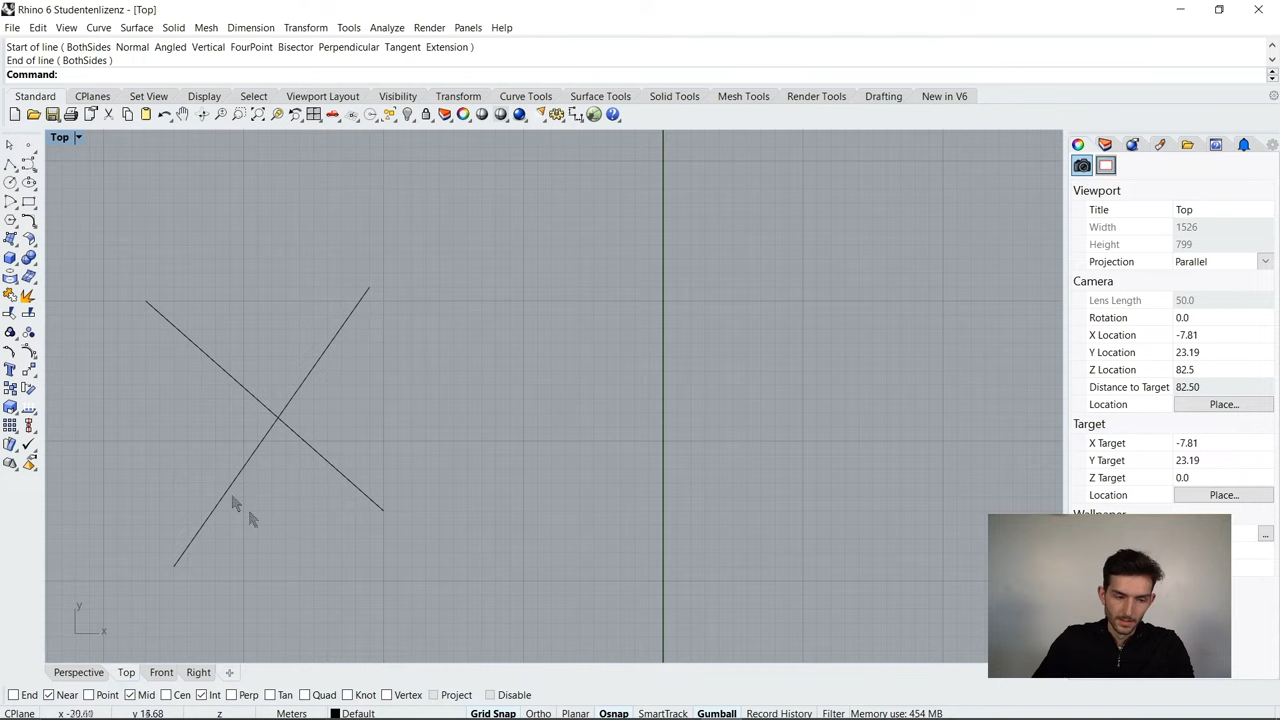 Rhino 6 Studentenlizenz - [Top]
File Edit View Curve Surface Solid Mesh Dimension Transform Tools Analyze Render Panels Help
Start of line ( BothSides Normal Angled Vertical FourPoint Bisector Perpendicular Tangent Extension )
End of line ( BothSides )
Command:
Standard CPlanes Set View Display Select Viewport Layout Visibility Transform Curve Tools Surface Tools Solid Tools Mesh Tools Render Tools Drafting New in V6
Top
Viewport
Title Top
Width 1526
Height 799
Projection Parallel
Camera
Lens Length 50.0
Rotation 0.0
X Location -7.81
Y Location 23.19
Z Location 82.5
Distance to Target 82.50
Location Place...
Target
X Target -7.81
Y Target 23.19
Z Target 0.0
Location Place...
Wallpaper
...
y
x
Perspective Top Front Right
End Near Point Mid Cen Int Perp Tan Quad Knot Vertex Project Disable
CPlane x y z Meters Default Grid Snap Ortho Planar Osnap SmartTrack Gumball Record History Filter Memory use: 454 MB